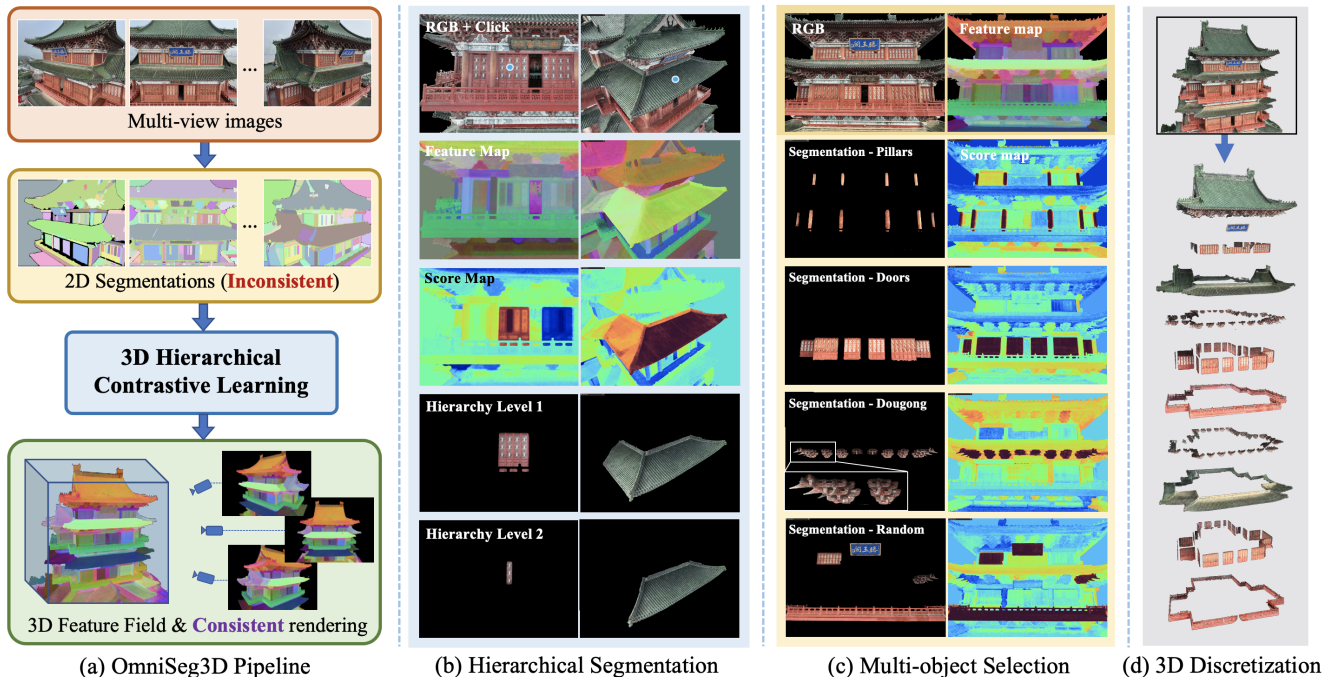 Multi-view images
2D Segmentations (Inconsistent)
3D Hierarchical
Contrastive Learning
3D Feature Field & Consistent rendering
(a) OmniSeg3D Pipeline
RGB + Click
Feature Map
Score Map
Hierarchy Level 1
Hierarchy Level 2
(b) Hierarchical Segmentation
RGB
Feature map
Segmentation - Pillars
Score map
Segmentation - Doors
Segmentation - Dougong
Segmentation - Random
(c) Multi-object Selection
(d) 3D Discretization